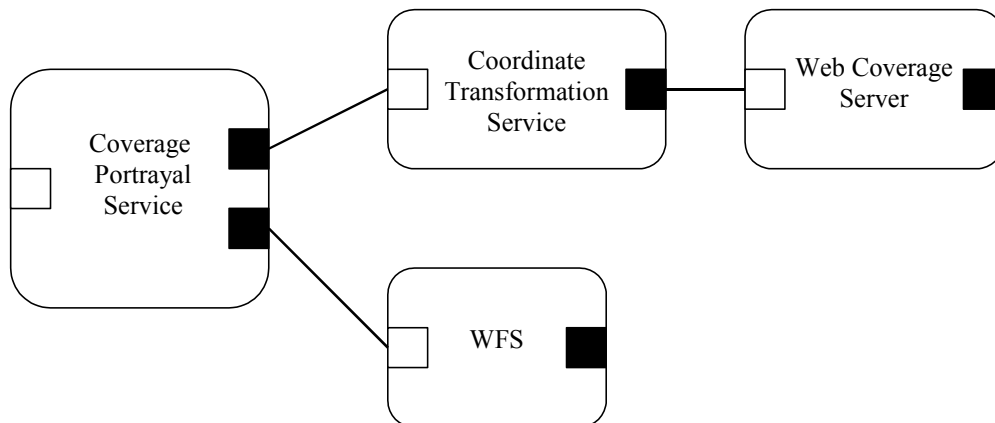 Coverage
Portrayal
Service
Coordinate
Transformation
Service
Web Coverage
Server
WFS